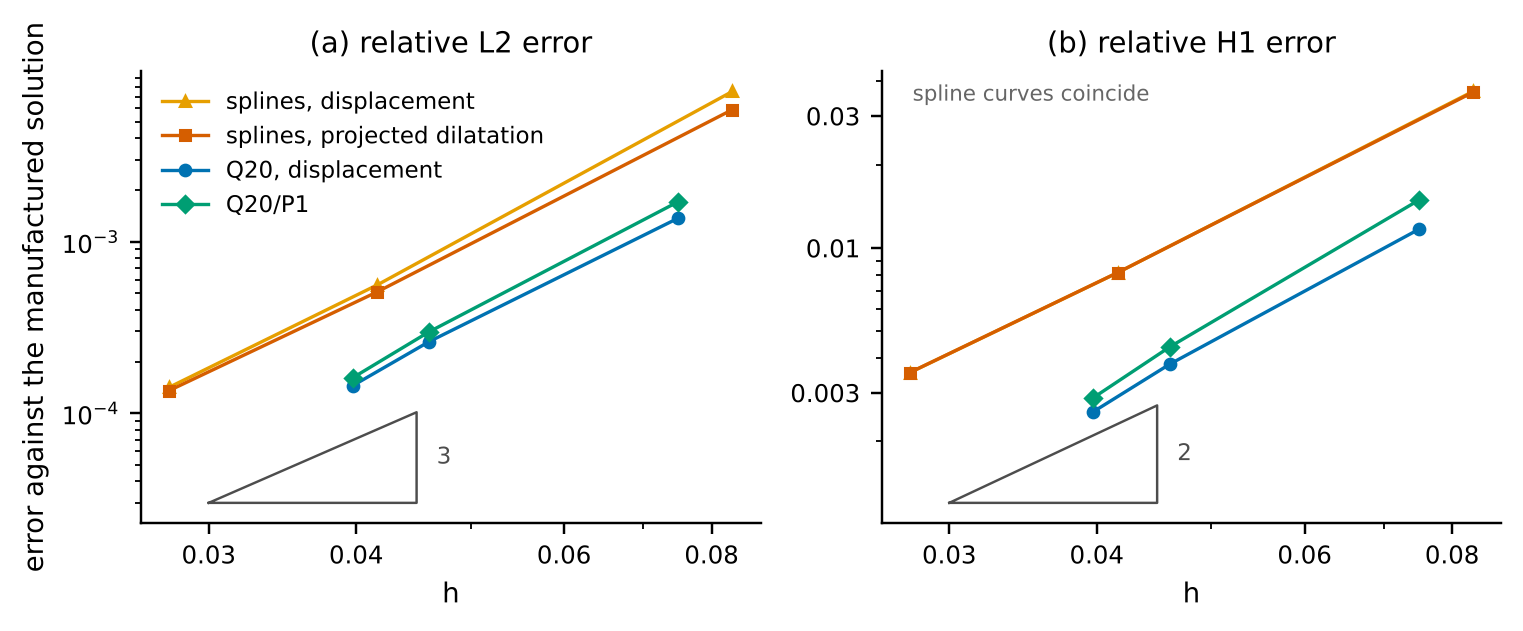 (a) relative L2 error
error against the manufactured solution
splines, displacement
splines, projected dilatation
Q20, displacement
Q20/P1
10⁻³
10⁻⁴
3
0.03 0.04 0.06 0.08
h
(b) relative H1 error
spline curves coincide
0.03
0.01
0.003
2
0.03 0.04 0.06 0.08
h